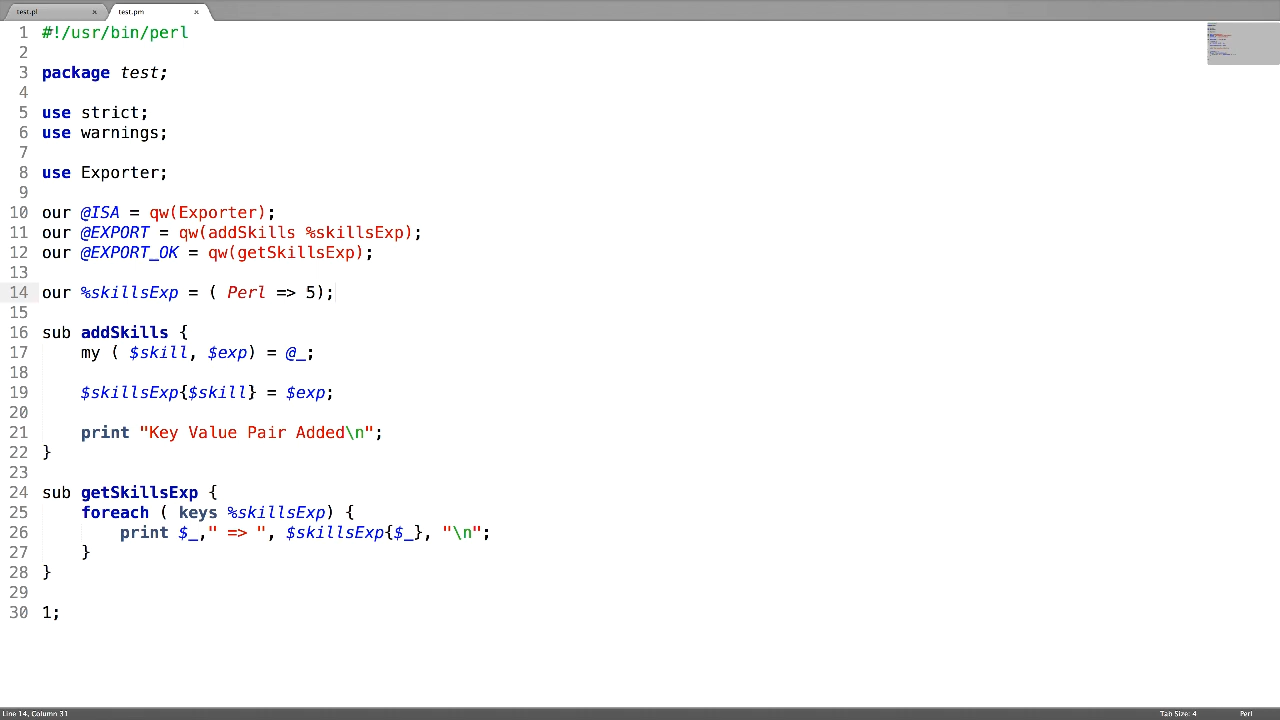 test.pl × test.pm ×
1 #!/usr/bin/perl
2
3 package test;
4
5 use strict;
6 use warnings;
7
8 use Exporter;
9
10 our @ISA = qw(Exporter);
11 our @EXPORT = qw(addSkills %skillsExp);
12 our @EXPORT_OK = qw(getSkillsExp);
13
14 our %skillsExp = ( Perl => 5);
15
16 sub addSkills {
17     my ( $skill, $exp) = @_;
18
19     $skillsExp{$skill} = $exp;
20
21     print "Key Value Pair Added\n";
22 }
23
24 sub getSkillsExp {
25     foreach ( keys %skillsExp) {
26         print $_," => ", $skillsExp{$_}, "\n";
27     }
28 }
29
30 1;
Line 14, Column 31 Tab Size: 4 Perl